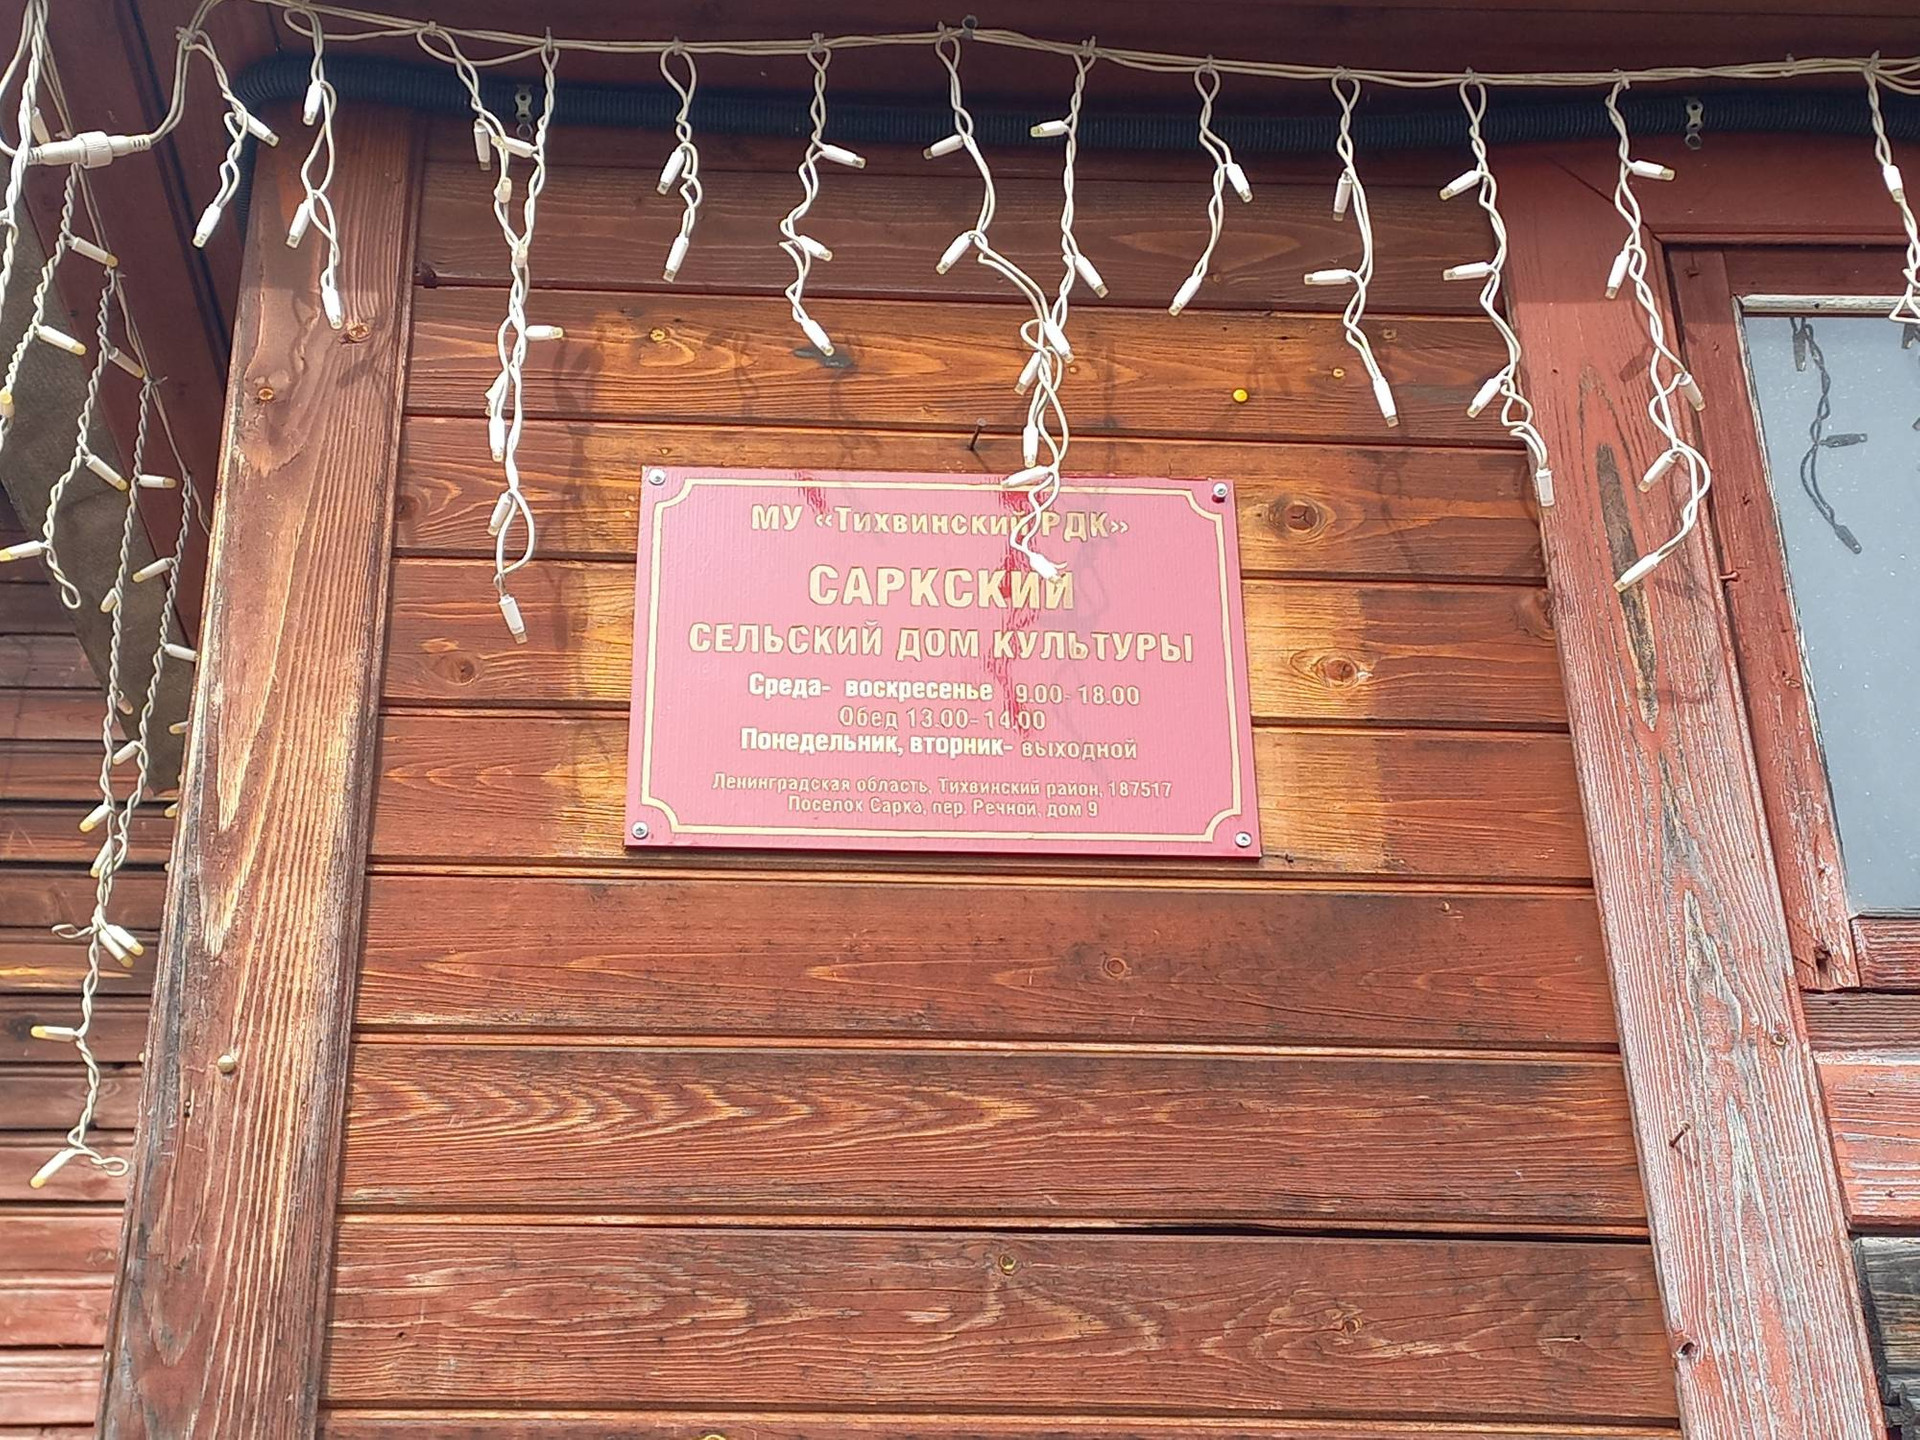 МУ «Тихвинский РДК»
САРКСКИЙ
СЕЛЬСКИЙ ДОМ КУЛЬТУРЫ
Среда- воскресенье 9.00-18.00
Обед 13.00-14.00
Понедельник, вторник- выходной
Ленинградская область, Тихвинский район, 187517
Поселок Сарка, пер. Речной, дом 9